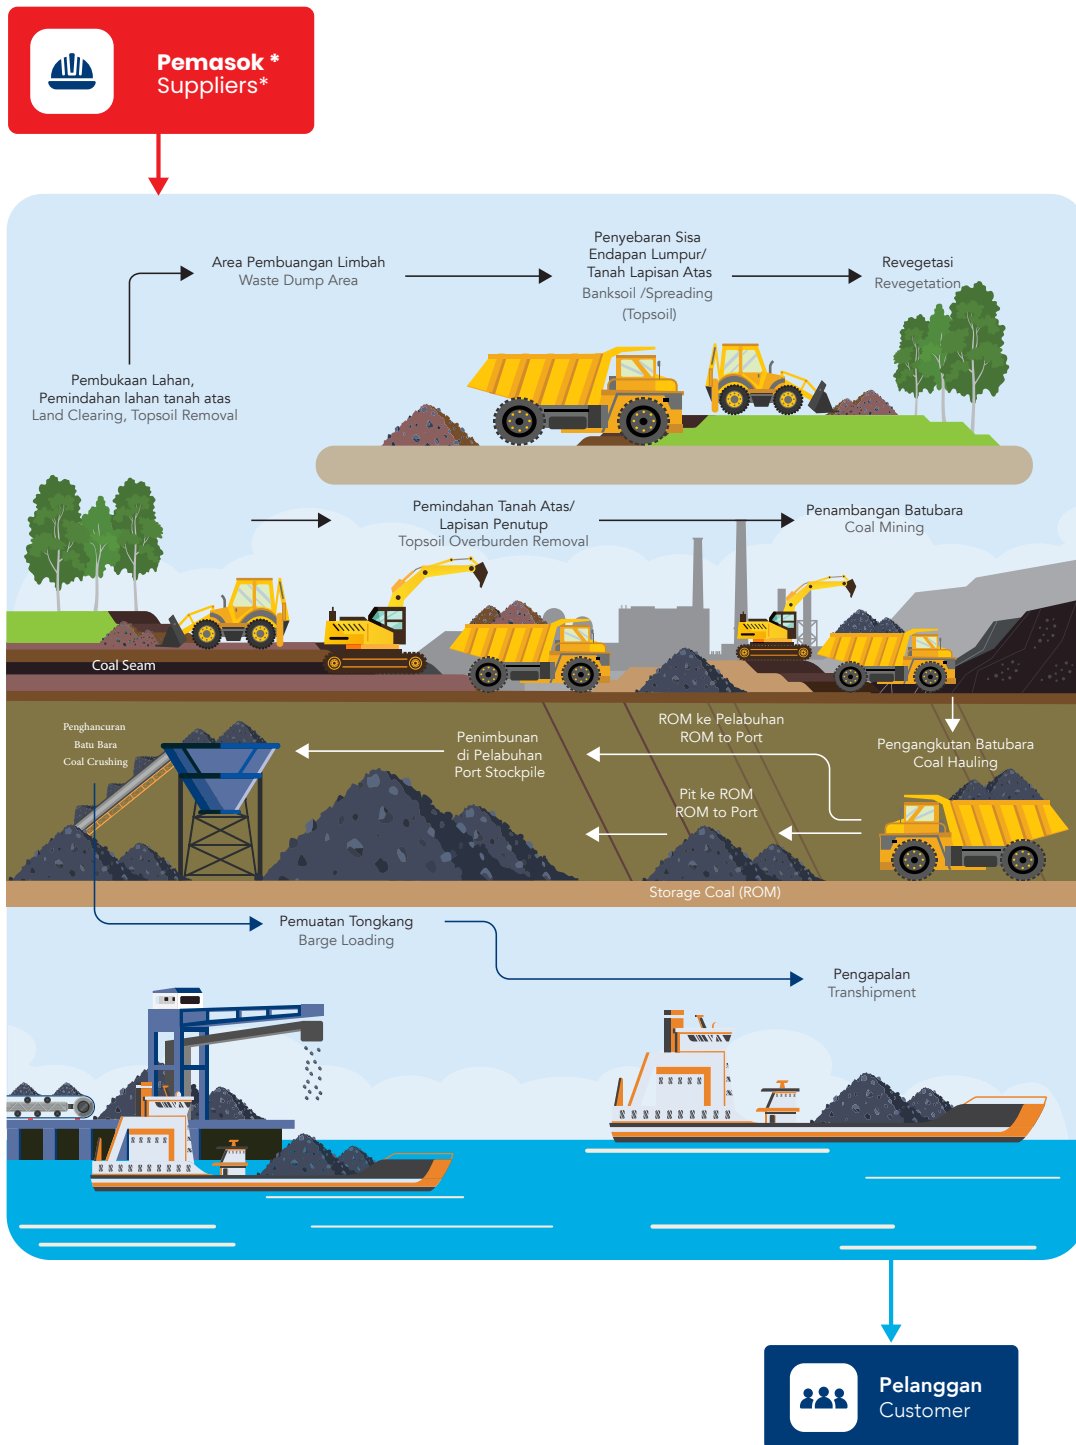 Pemasok *
Suppliers*
Area Pembuangan Limbah
Waste Dump Area
Penyebaran Sisa
Endapan Lumpur/
Tanah Lapisan Atas
Banksoil /Spreading
(Topsoil)
Revegetasi
Revegetation
Pembukaan Lahan,
Pemindahan lahan tanah atas
Land Clearing, Topsoil Removal
Pemindahan Tanah Atas/
Lapisan Penutup
Topsoil Overburden Removal
Penambangan Batubara
Coal Mining
Coal Seam
Penghancuran
Batu Bara
Coal Crushing
Penimbunan
di Pelabuhan
Port Stockpile
ROM ke Pelabuhan
ROM to Port
Pit ke ROM
ROM to Port
Pengangkutan Batubara
Coal Hauling
Storage Coal (ROM)
Pemuatan Tongkang
Barge Loading
Pengapalan
Transhipment
Pelanggan
Customer